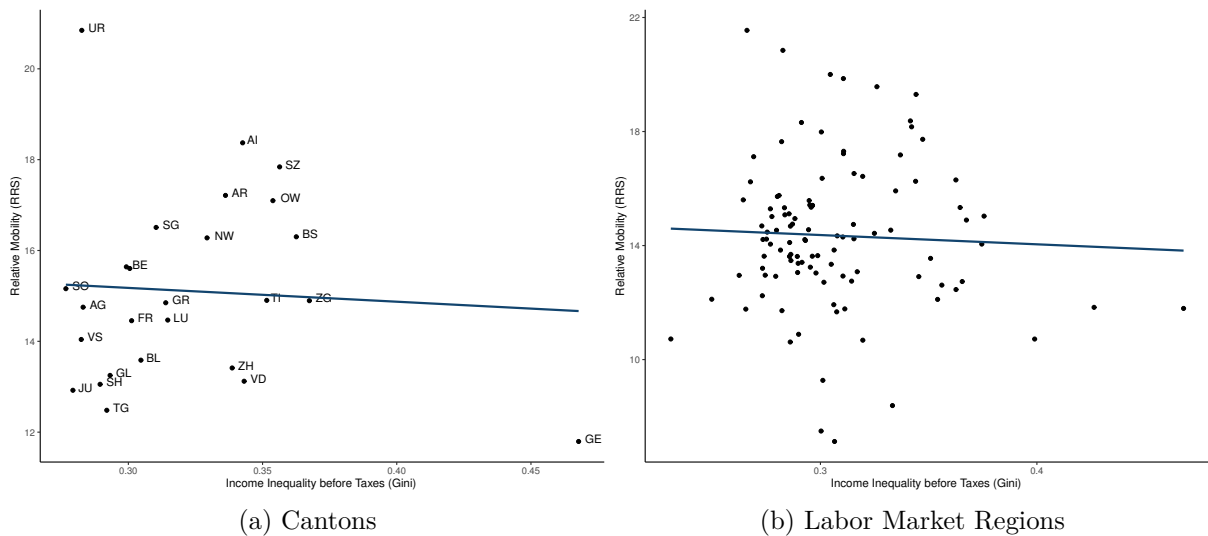 UR
20
22
AI
18
SZ
18
AR
OW
SG
NW
BS
16
BE
SO
AG
GR
TI
ZG
FR
LU
14
VS
14
BL
ZH
GL
SH
VD
JU
TG
12
GE
10
Relative Mobility (RRS)
Relative Mobility (RRS)
0.30 0.35 0.40 0.45
0.3 0.4
Income Inequality before Taxes (Gini)
Income Inequality before Taxes (Gini)
(a) Cantons
(b) Labor Market Regions